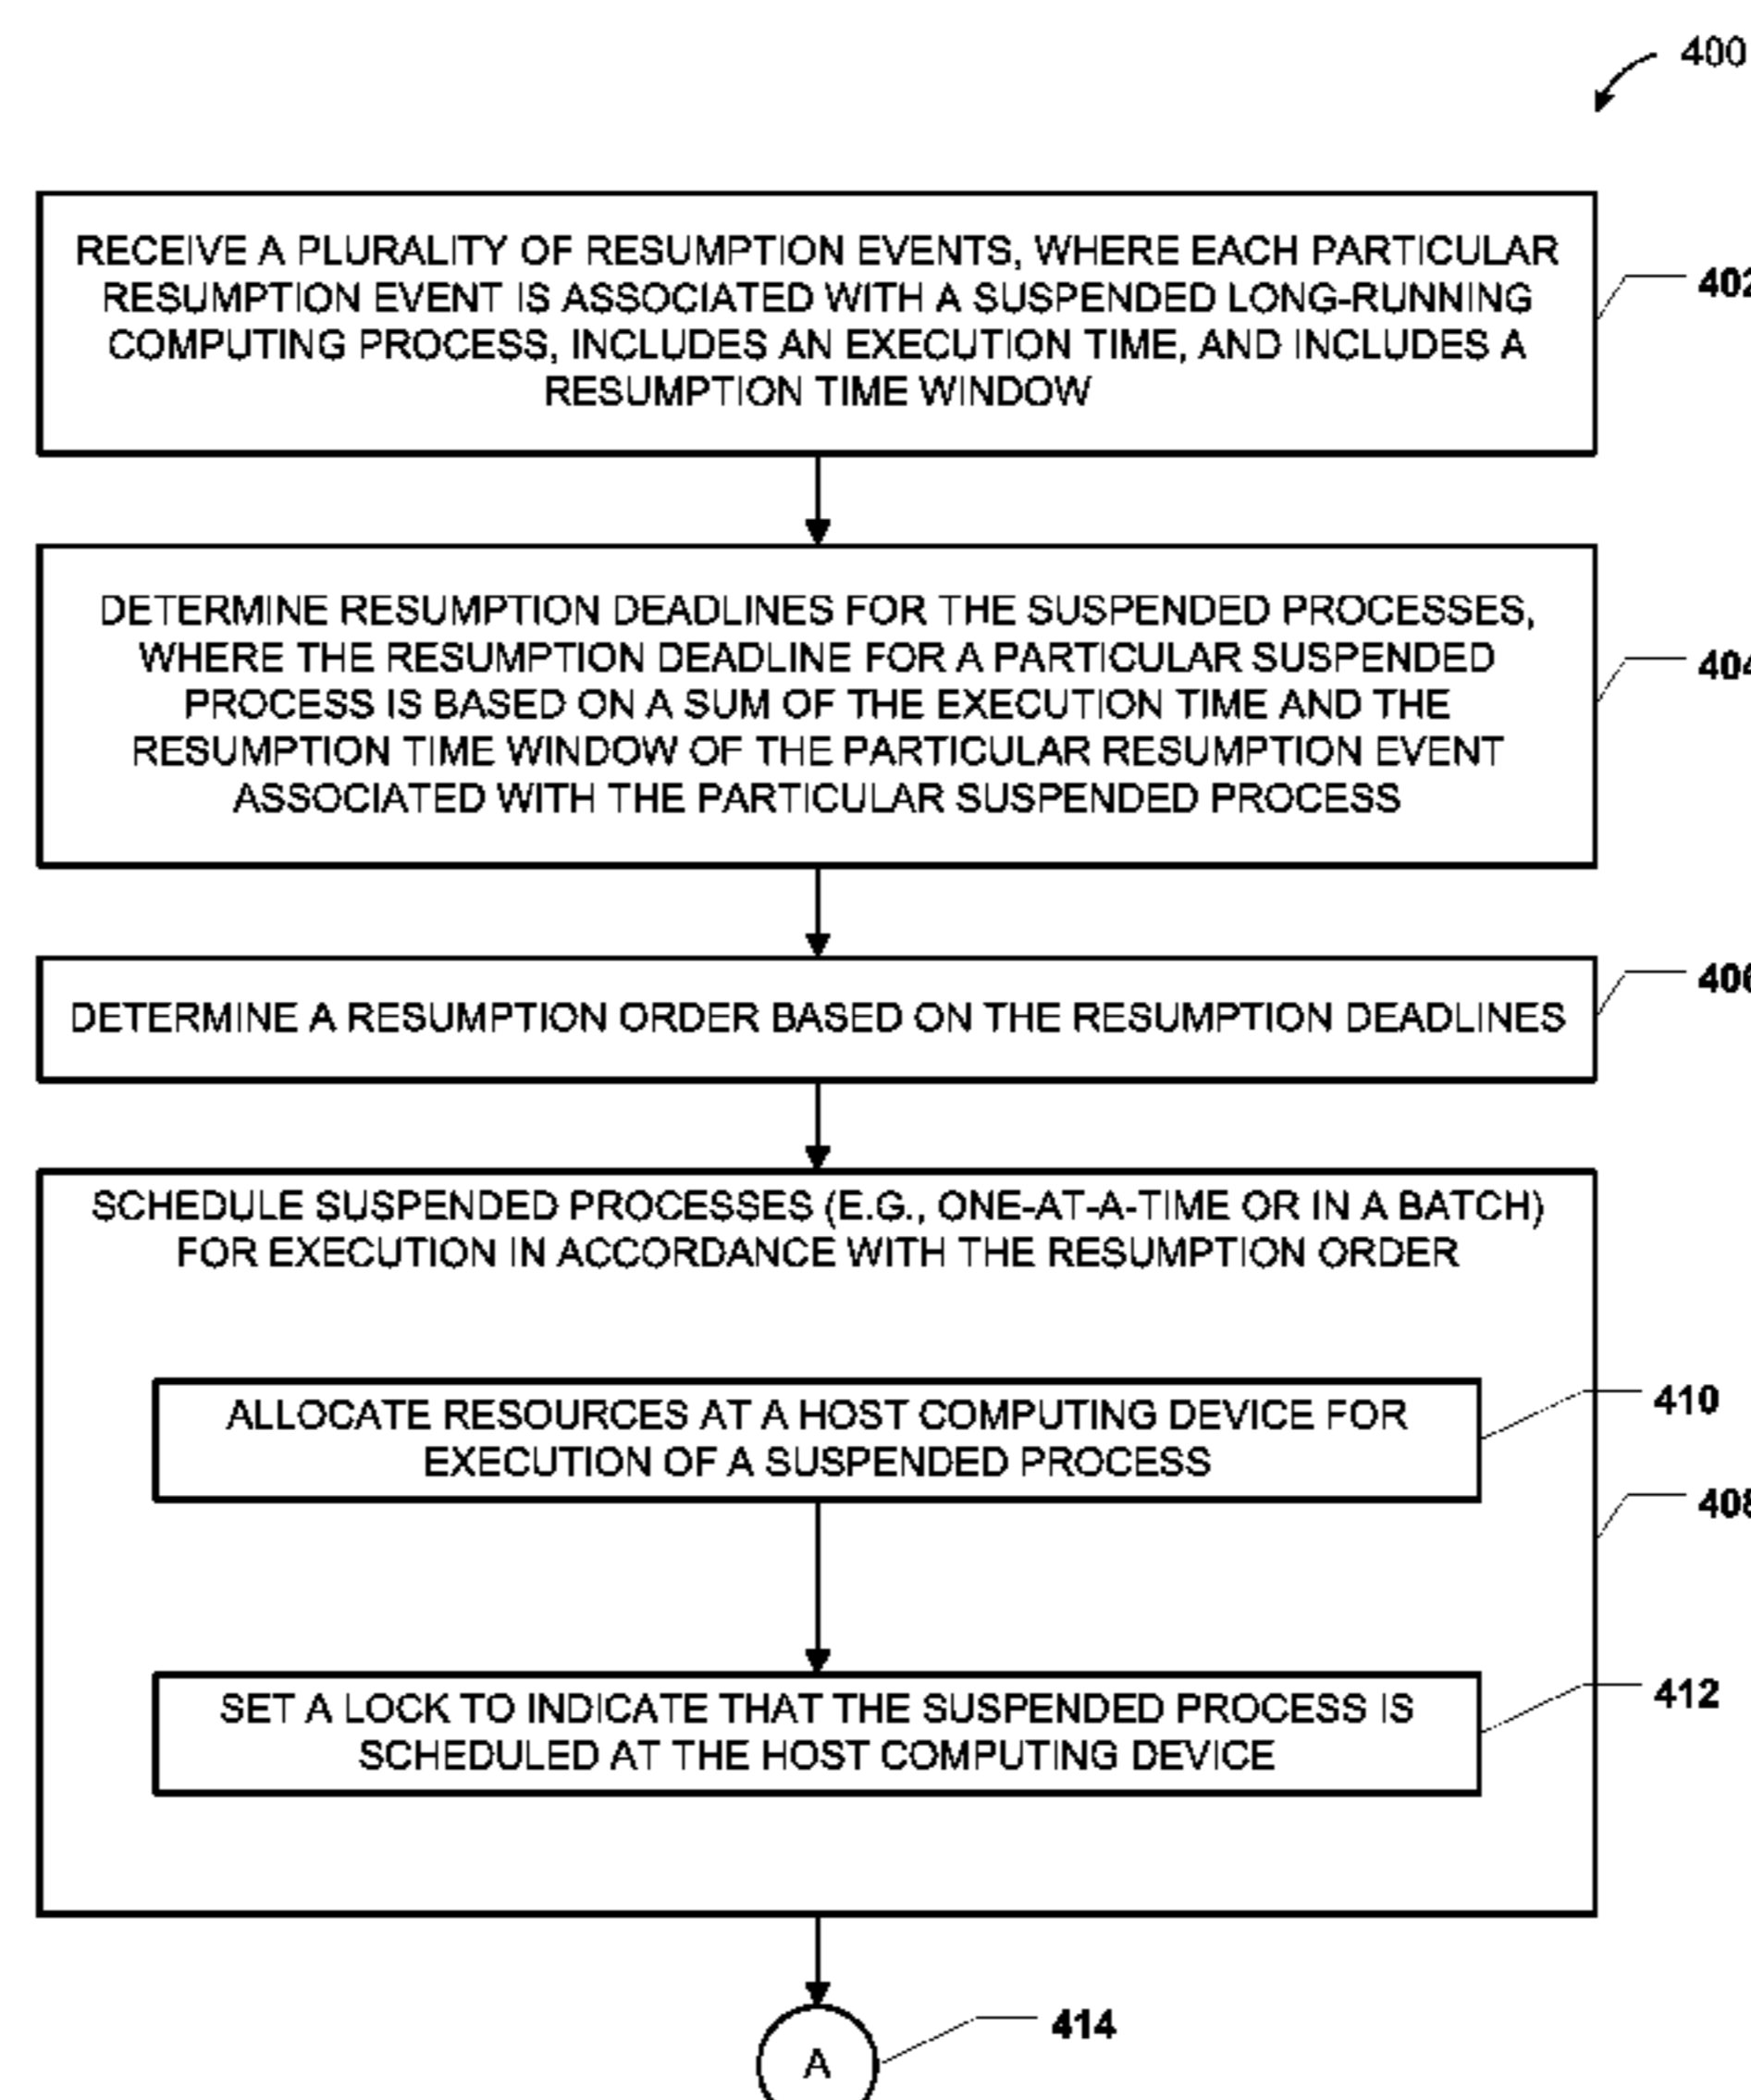 400
RECEIVE A PLURALITY OF RESUMPTION EVENTS, WHERE EACH PARTICULAR
RESUMPTION EVENT IS ASSOCIATED WITH A SUSPENDED LONG-RUNNING
COMPUTING PROCESS, INCLUDES AN EXECUTION TIME, AND INCLUDES A
RESUMPTION TIME WINDOW
402
DETERMINE RESUMPTION DEADLINES FOR THE SUSPENDED PROCESSES,
WHERE THE RESUMPTION DEADLINE FOR A PARTICULAR SUSPENDED
PROCESS IS BASED ON A SUM OF THE EXECUTION TIME AND THE
RESUMPTION TIME WINDOW OF THE PARTICULAR RESUMPTION EVENT
ASSOCIATED WITH THE PARTICULAR SUSPENDED PROCESS
404
DETERMINE A RESUMPTION ORDER BASED ON THE RESUMPTION DEADLINES
406
SCHEDULE SUSPENDED PROCESSES (E.G., ONE-AT-A-TIME OR IN A BATCH)
FOR EXECUTION IN ACCORDANCE WITH THE RESUMPTION ORDER
ALLOCATE RESOURCES AT A HOST COMPUTING DEVICE FOR
EXECUTION OF A SUSPENDED PROCESS
410
408
SET A LOCK TO INDICATE THAT THE SUSPENDED PROCESS IS
SCHEDULED AT THE HOST COMPUTING DEVICE
412
414
A